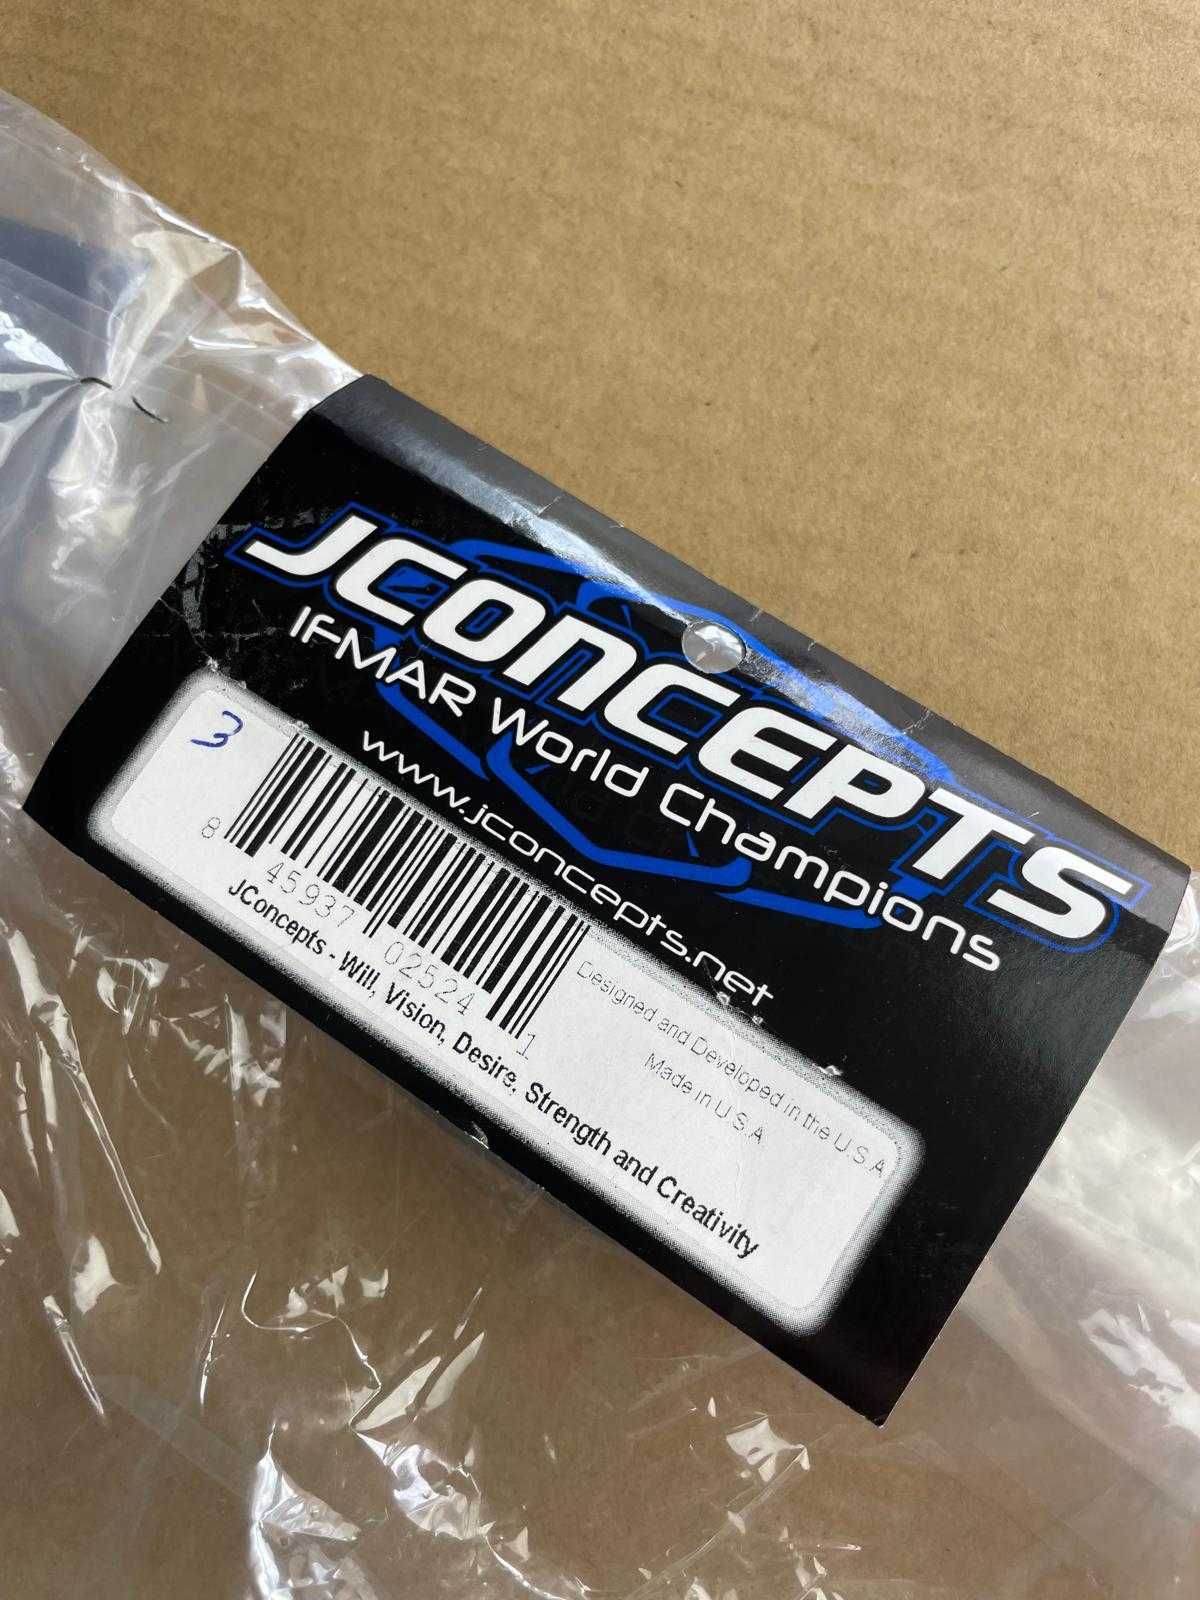 JCONCEPTS
IFMAR World Champions
www.jconcepts.net
3
8 45937 02524 1
Designed and Developed in the U.S.A
Made in U.S.A
JConcepts - Will, Vision, Desire, Strength and Creativity